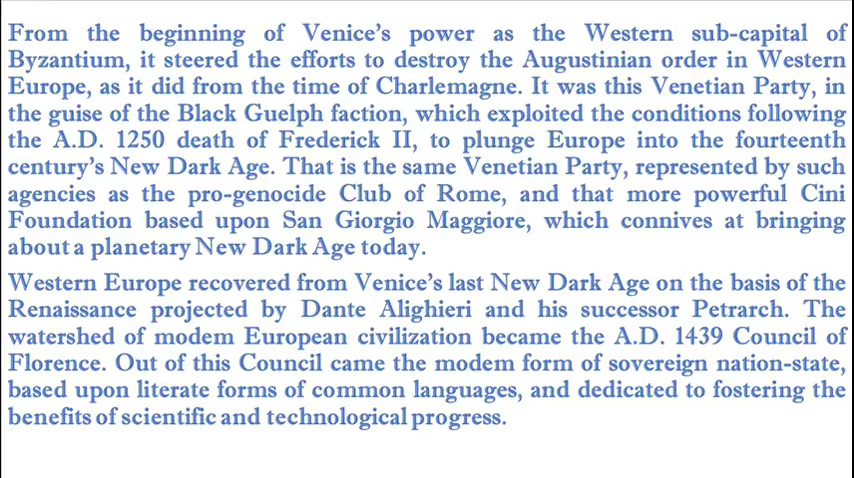 From the beginning of Venice's power as the Western sub-capital of
Byzantium, it steered the efforts to destroy the Augustinian order in Western
Europe, as it did from the time of Charlemagne. It was this Venetian Party, in
the guise of the Black Guelph faction, which exploited the conditions following
the A.D. 1250 death of Frederick II, to plunge Europe into the fourteenth
century's New Dark Age. That is the same Venetian Party, represented by such
agencies as the pro-genocide Club of Rome, and that more powerful Cini
Foundation based upon San Giorgio Maggiore, which connives at bringing
about a planetary New Dark Age today.
Western Europe recovered from Venice's last New Dark Age on the basis of the
Renaissance projected by Dante Alighieri and his successor Petrarch. The
watershed of modem European civilization became the A.D. 1439 Council of
Florence. Out of this Council came the modem form of sovereign nation-state,
based upon literate forms of common languages, and dedicated to fostering the
benefits of scientific and technological progress.